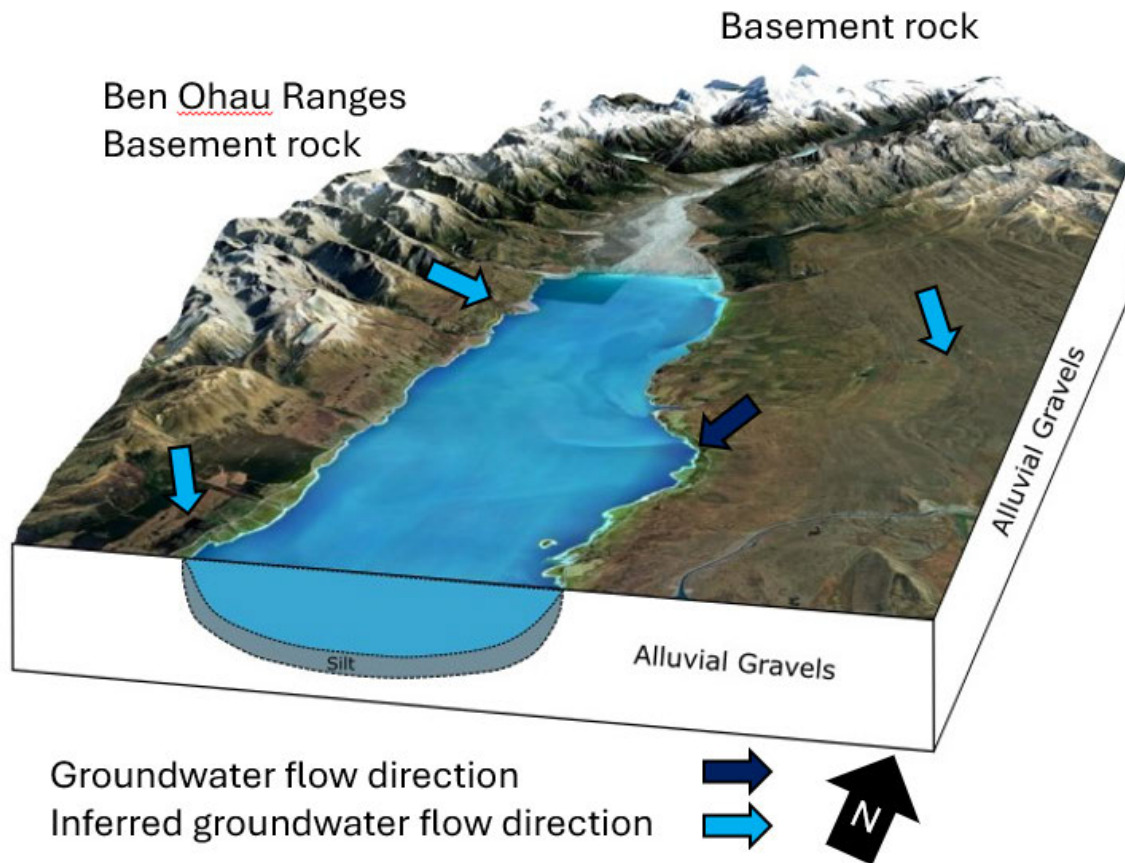 Basement rock
Ben Ohau Ranges
Basement rock
Alluvial Gravels
Silt
Alluvial Gravels
Groundwater flow direction
Inferred groundwater flow direction
N